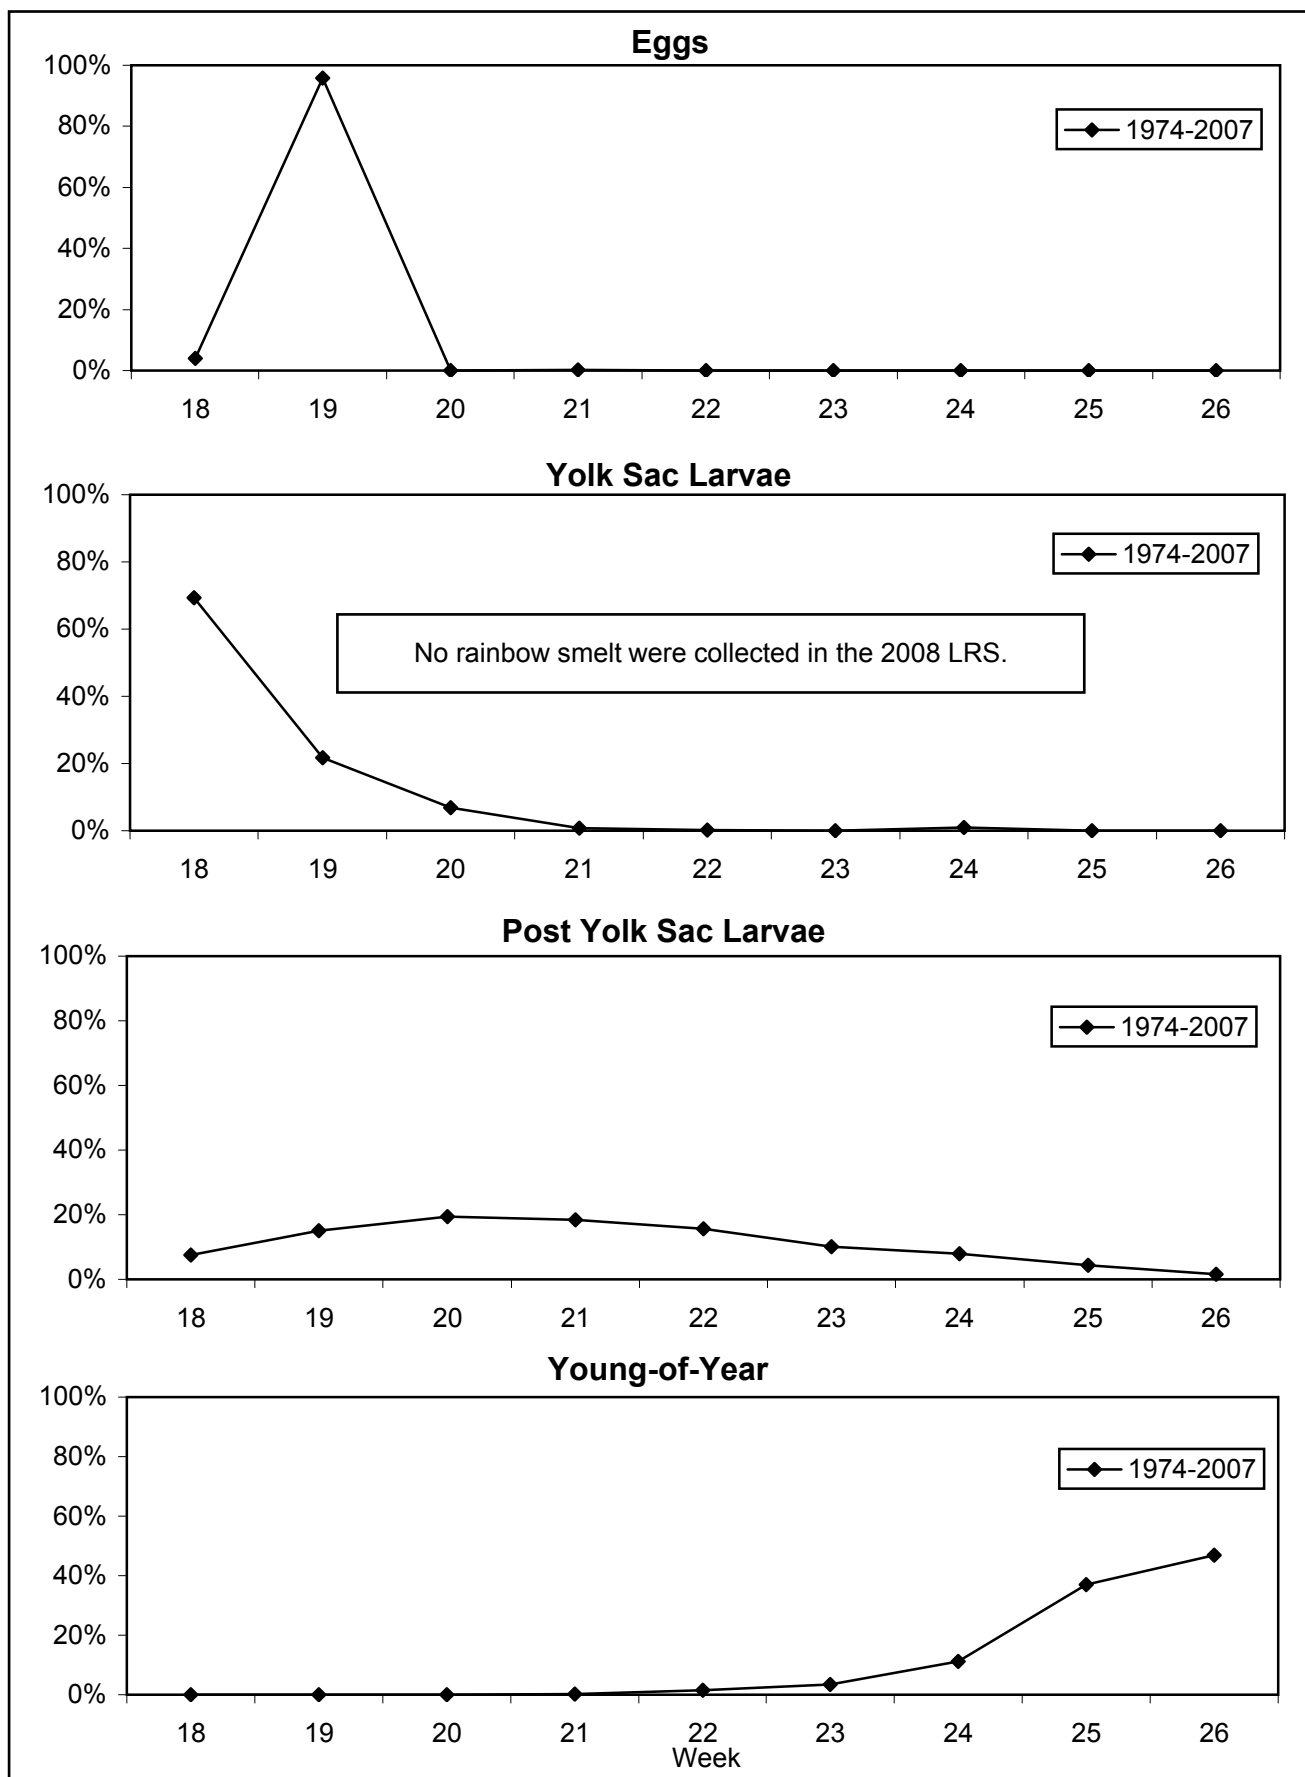 Eggs
100%
80%
60%
40%
20%
0%
1974-2007
18 19 20 21 22 23 24 25 26
Yolk Sac Larvae
100%
80%
60%
40%
20%
0%
1974-2007
No rainbow smelt were collected in the 2008 LRS.
18 19 20 21 22 23 24 25 26
Post Yolk Sac Larvae
100%
80%
60%
40%
20%
0%
1974-2007
18 19 20 21 22 23 24 25 26
Young-of-Year
100%
80%
60%
40%
20%
0%
1974-2007
18 19 20 21 22 23 24 25 26
Week